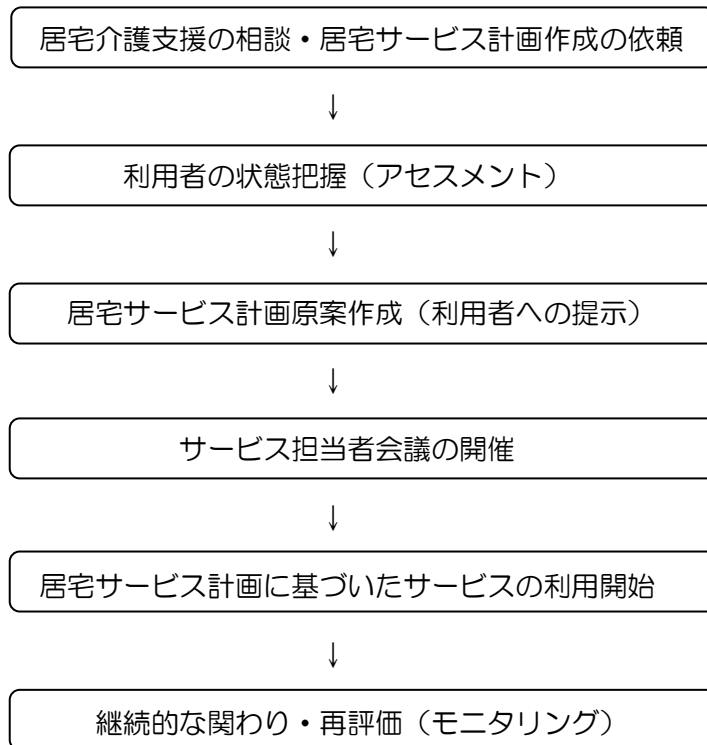 居宅介護支援の相談・居宅サービス計画作成の依頼
↓
利用者の状態把握（アセスメント）
↓
居宅サービス計画原案作成（利用者への提示）
↓
サービス担当者会議の開催
↓
居宅サービス計画に基づいたサービスの利用開始
↓
継続的な関わり・再評価（モニタリング）